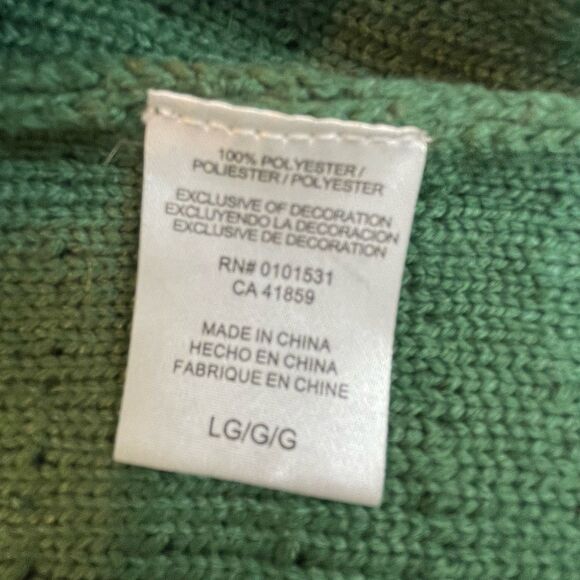 100% POLYESTER /
POLIESTER / POLYESTER
EXCLUSIVE OF DECORATION
EXCLUYENDO LA DECORACION
EXCLUSIVE DE DECORATION
RN# 0101531
CA 41859
MADE IN CHINA
HECHO EN CHINA
FABRIQUE EN CHINE
LG/G/G